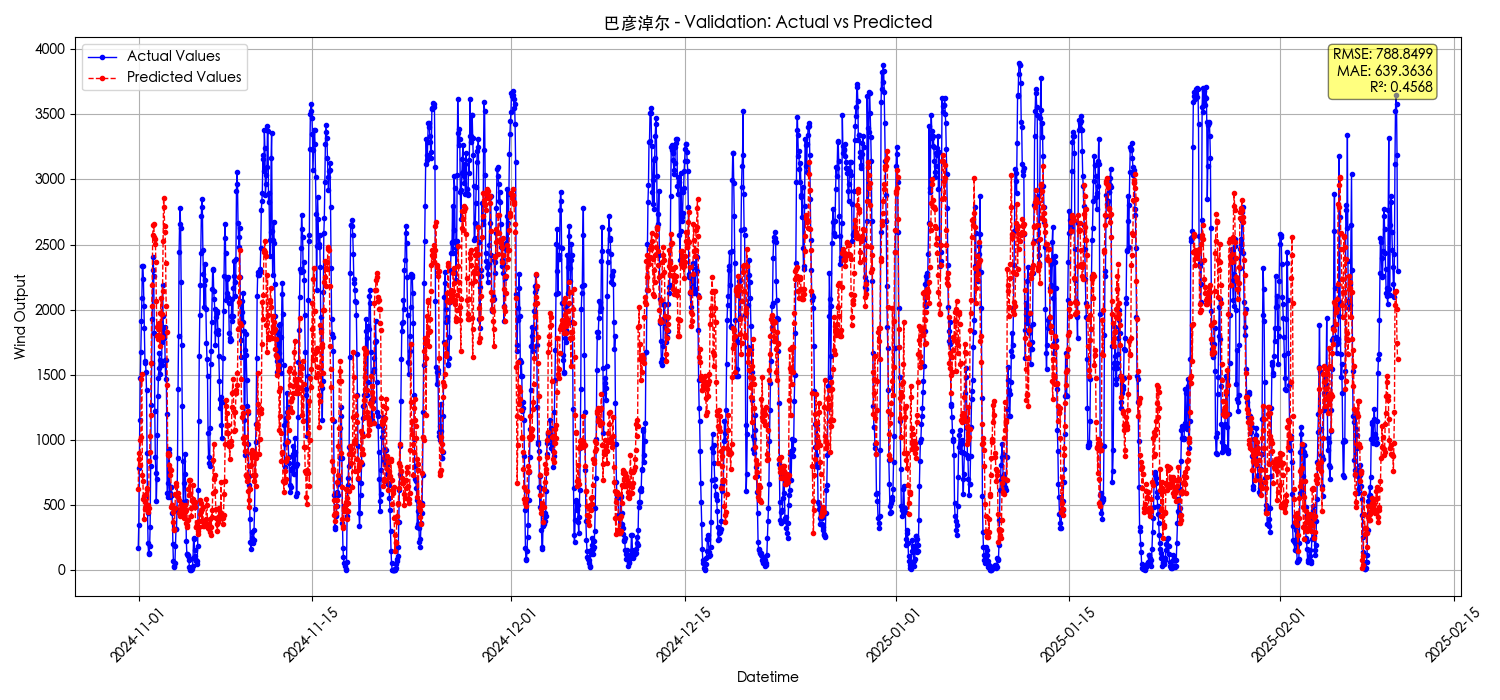 巴彦淖尔 - Validation: Actual vs Predicted
Actual Values
Predicted Values
RMSE: 788.8499
MAE: 639.3636
R²: 0.4568
Wind Output
4000
3500
3000
2500
2000
1500
1000
500
0
2024-11-01
2024-11-15
2024-12-01
2024-12-15
2025-01-01
2025-01-15
2025-02-01
2025-02-15
Datetime